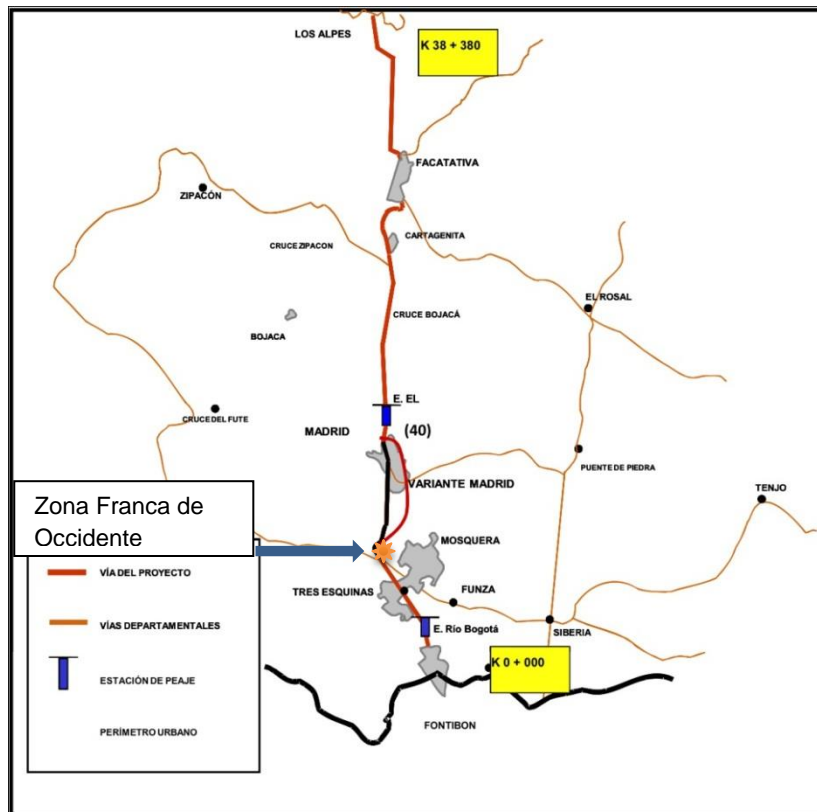 LOS ALPES
K 38 + 380
FACATATIVA
ZIPACÓN
CARTAGENITA
CRUCE ZIPACON
EL ROSAL
CRUCE BOJACÁ
BOJACA
E. EL
CRUCE DEL FUTE
MADRID
(40)
PUENTE DE PIEDRA
VARIANTE MADRID
TENJO
Zona Franca de
Occidente
MOSQUERA
VÍA DEL PROYECTO
TRES ESQUINAS
FUNZA
VÍAS DEPARTAMENTALES
E. Río Bogotá
SIBERIA
K 0 + 000
ESTACIÓN DE PEAJE
FONTIBON
PERÍMETRO URBANO